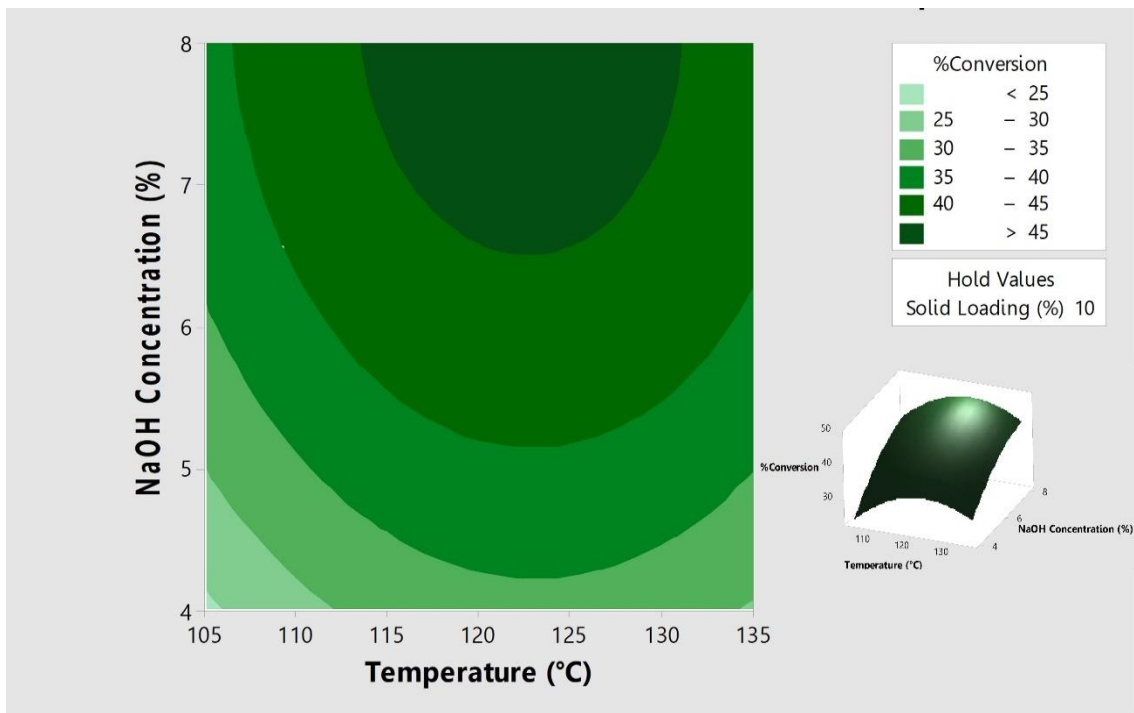 8
7
6
5
4
NaOH Concentration (%)
105 110 115 120 125 130 135
Temperature (°C)
%Conversion
< 25
25 – 30
30 – 35
35 – 40
40 – 45
> 45
Hold Values
Solid Loading (%) 10
50
40
30
%Conversion
110 120 130
Temperature (°C)
8
6
4
NaOH Concentration (%)